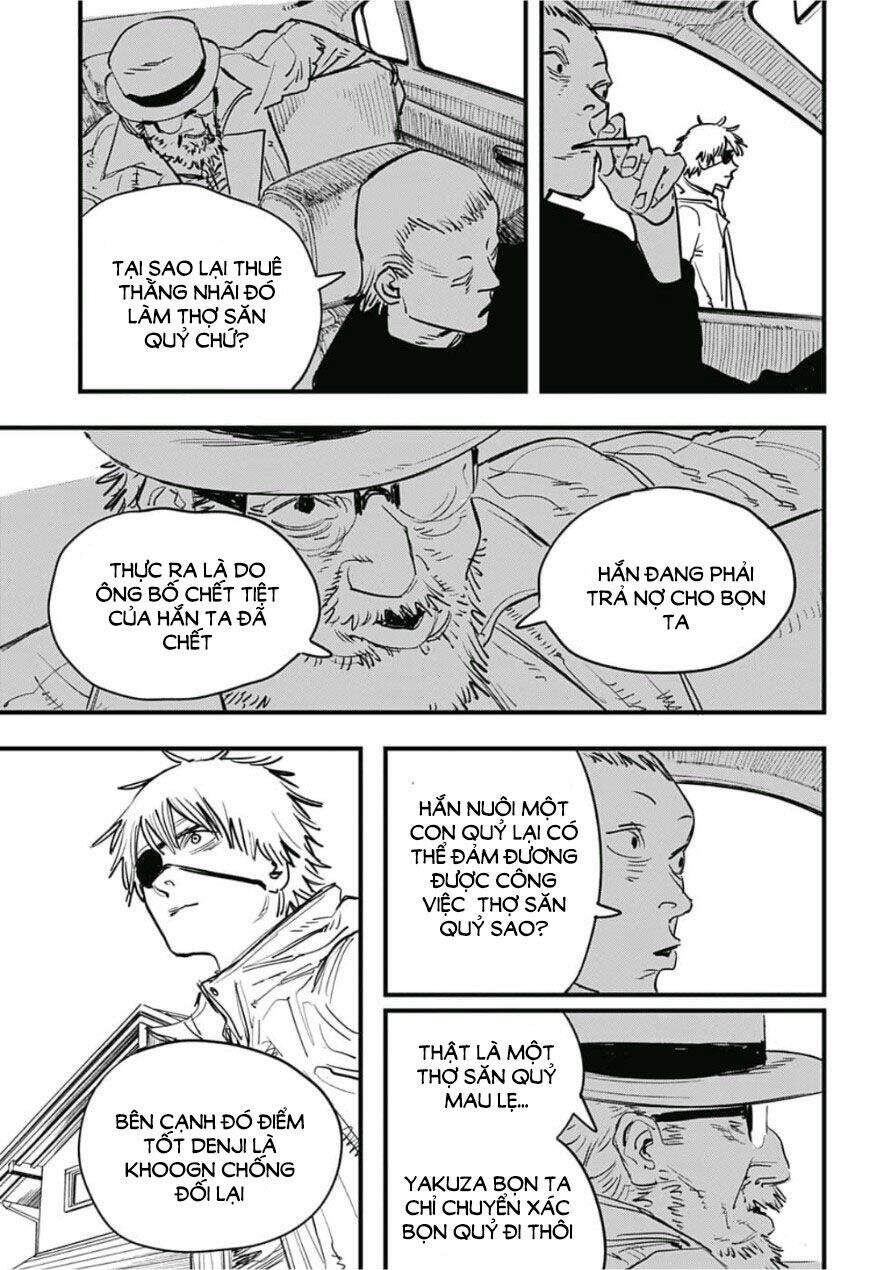 TẠI SAO LẠI THUÊ
THẰNG NHÃI ĐÓ
LÀM THỢ SĂN
QUỶ CHỨ?
HẮN ĐANG PHẢI
TRẢ NỢ CHO BỌN
TA
THỰC RA LÀ DO
ÔNG BỐ CHẾT TIỆT
CỦA HẮN TA ĐÃ
CHẾT
HẮN NUÔI MỘT
CON QUỶ LẠI CÓ
THỂ ĐẢM ĐƯƠNG
ĐƯỢC CÔNG
VIỆC THỢ SĂN
QUỶ SAO?
THẬT LÀ MỘT
THỢ SĂN QUỶ
MAU LẸ...
YAKUZA BỌN TA
CHỈ CHUYỂN XÁC
BỌN QUỶ ĐI THÔI
BÊN CẠNH ĐÓ ĐIỂM
TỐT DENJI LÀ
KHOOGN CHỐNG
ĐỐI LẠI